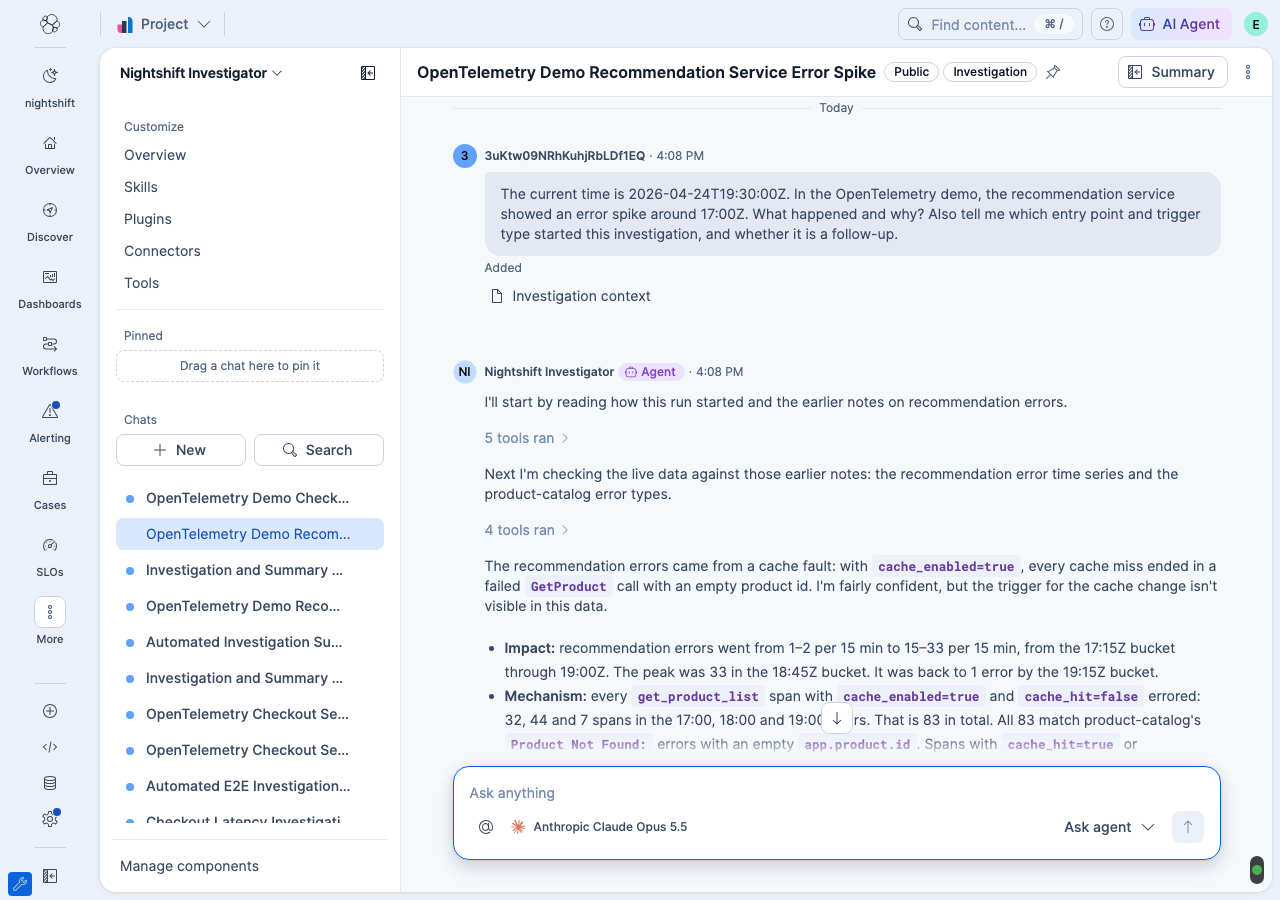 Project
Find content...
⌘ /
AI Agent
E
nightshift
Overview
Discover
Dashboards
Workflows
Alerting
Cases
SLOs
More
Nightshift Investigator
Customize
Overview
Skills
Plugins
Connectors
Tools
Pinned
Drag a chat here to pin it
Chats
New
Search
OpenTelemetry Demo Check...
OpenTelemetry Demo Recom...
Investigation and Summary ...
OpenTelemetry Demo Reco...
Automated Investigation Su...
Investigation and Summary ...
OpenTelemetry Checkout Se...
OpenTelemetry Checkout Se...
Automated E2E Investigation...
Checkout Latency Investigati
Manage components
OpenTelemetry Demo Recommendation Service Error Spike
Public
Investigation
Summary
Today
3
3uKtw09NRhKuhjRbLDf1EQ · 4:08 PM
The current time is 2026-04-24T19:30:00Z. In the OpenTelemetry demo, the recommendation service
showed an error spike around 17:00Z. What happened and why? Also tell me which entry point and trigger
type started this investigation, and whether it is a follow-up.
Added
Investigation context
NI
Nightshift Investigator Agent · 4:08 PM
I'll start by reading how this run started and the earlier notes on recommendation errors.
5 tools ran
Next I'm checking the live data against those earlier notes: the recommendation error time series and the
product-catalog error types.
4 tools ran
The recommendation errors came from a cache fault: with cache_enabled=true, every cache miss ended in a
failed GetProduct call with an empty product id. I'm fairly confident, but the trigger for the cache change isn't
visible in this data.
• Impact: recommendation errors went from 1–2 per 15 min to 15–33 per 15 min, from the 17:15Z bucket
through 19:00Z. The peak was 33 in the 18:45Z bucket. It was back to 1 error by the 19:15Z bucket.
• Mechanism: every get_product_list span with cache_enabled=true and cache_hit=false errored:
32, 44 and 7 spans in the 17:00, 18:00 and 19:00 rs. That is 83 in total. All 83 match product-catalog's
Product Not Found: errors with an empty app.product.id. Spans with cache_hit=true or
Ask anything
@
Anthropic Claude Opus 5.5
Ask agent